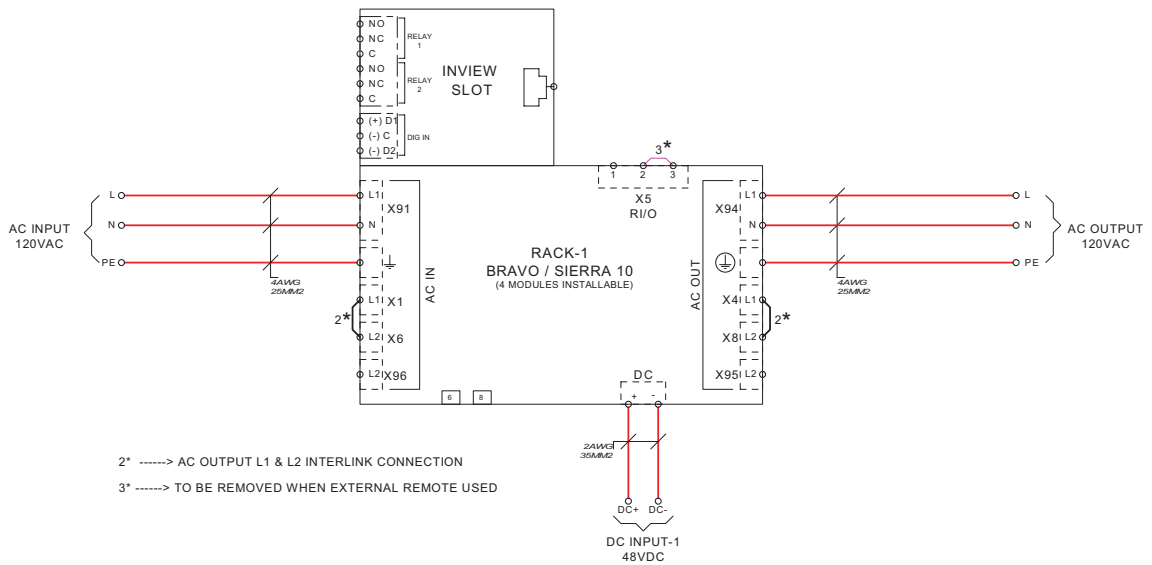 NO
NC
C
RELAY
1
NO
NC
C
RELAY
2
(+) D1
(-) C
(-) D2
DIG IN
INVIEW
SLOT
3*
1 2 3
X5
RI/O
AC INPUT
120VAC
L
N
PE
4AWG
25MM2
L1 X91
N
L1 X1
2*
L2 X6
L2 X96
AC IN
RACK-1
BRAVO / SIERRA 10
(4 MODULES INSTALLABLE)
AC OUT
X94 L1
N
X4 L1
2*
X8 L2
X95 L2
4AWG
25MM2
L
N
PE
AC OUTPUT
120VAC
6 8
DC
+ -
2AWG
35MM2
DC+ DC-
DC INPUT-1
48VDC
2* ------> AC OUTPUT L1 & L2 INTERLINK CONNECTION
3* ------> TO BE REMOVED WHEN EXTERNAL REMOTE USED